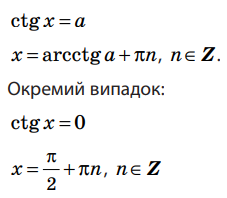 ctg x = a
x = arcctg a + πn, n ∈ Z.
Окремий випадок:
ctg x = 0
x = π/2 + πn, n ∈ Z